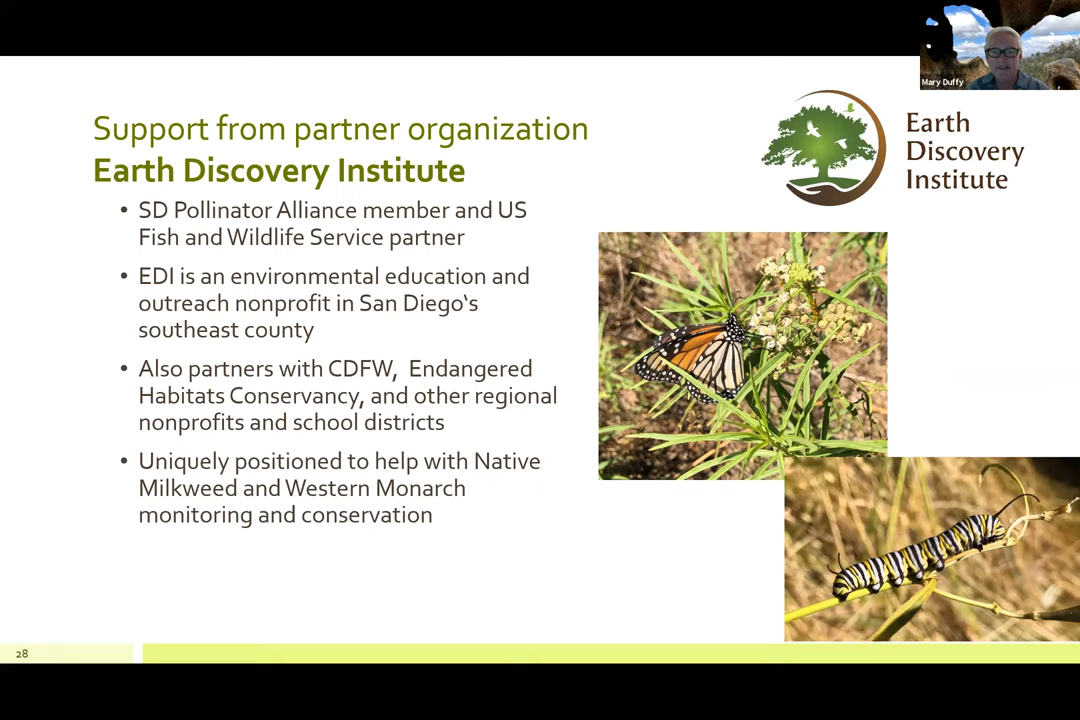 Mary Duffy
Support from partner organization
Earth Discovery Institute
• SD Pollinator Alliance member and US
Fish and Wildlife Service partner
• EDI is an environmental education and
outreach nonprofit in San Diego‘s
southeast county
• Also partners with CDFW, Endangered
Habitats Conservancy, and other regional
nonprofits and school districts
• Uniquely positioned to help with Native
Milkweed and Western Monarch
monitoring and conservation
Earth
Discovery
Institute
28